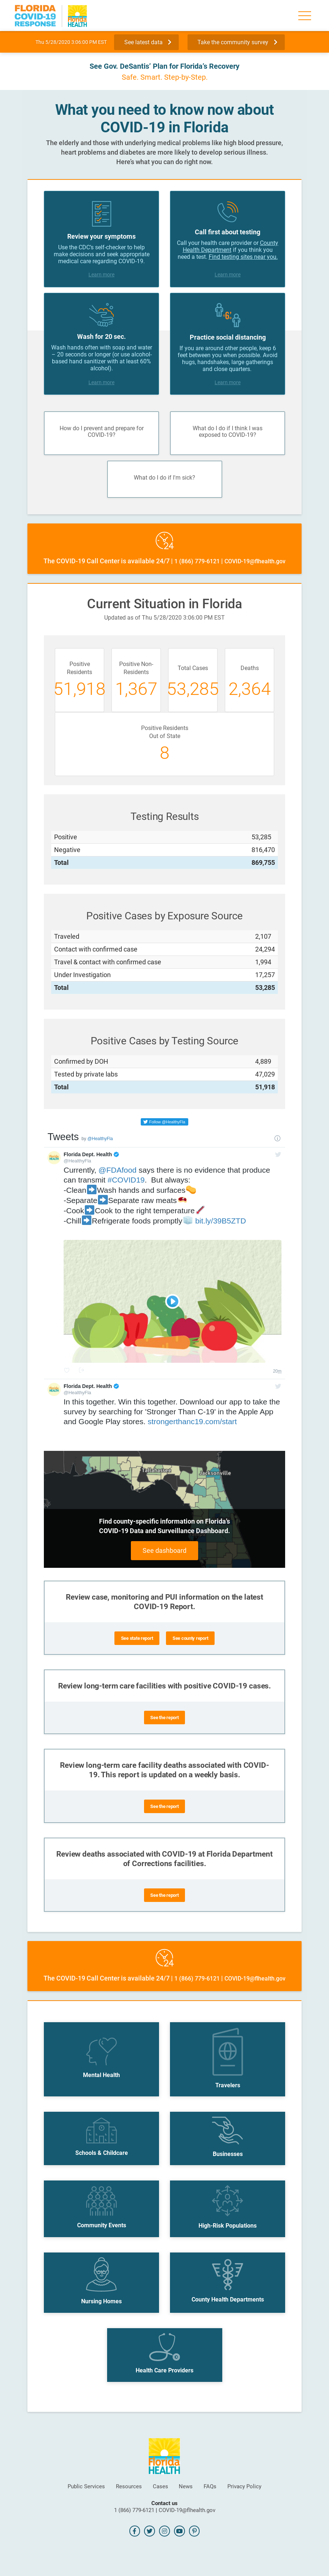 FLORIDA
COVID-19
RESPONSE
Florida
HEALTH
Thu 5/28/2020 3:06:00 PM EST
See latest data
Take the community survey
See Gov. DeSantis' Plan for Florida's Recovery
Safe. Smart. Step-by-Step.
What you need to know now about
COVID-19 in Florida
The elderly and those with underlying medical problems like high blood pressure,
heart problems and diabetes are more likely to develop serious illness.
Here's what you can do right now.
Review your symptoms
Use the CDC's self-checker to help
make decisions and seek appropriate
medical care regarding COVID-19.
Learn more
Call first about testing
Call your health care provider or County
Health Department if you think you
need a test. Find testing sites near you.
Learn more
Wash for 20 sec.
Wash hands often with soap and water
– 20 seconds or longer (or use alcohol-
based hand sanitizer with at least 60%
alcohol).
Learn more
6'
Practice social distancing
If you are around other people, keep 6
feet between you when possible. Avoid
hugs, handshakes, large gatherings
and close quarters.
Learn more
How do I prevent and prepare for
COVID-19?
What do I do if I think I was
exposed to COVID-19?
What do I do if I'm sick?
24
The COVID-19 Call Center is available 24/7 | 1 (866) 779-6121 | COVID-19@flhealth.gov
Current Situation in Florida
Updated as of Thu 5/28/2020 3:06:00 PM EST
Positive
Residents
51,918
Positive Non-
Residents
1,367
Total Cases
53,285
Deaths
2,364
Positive Residents
Out of State
8
Testing Results
Positive 53,285
Negative 816,470
Total 869,755
Positive Cases by Exposure Source
Traveled 2,107
Contact with confirmed case 24,294
Travel & contact with confirmed case 1,994
Under Investigation 17,257
Total 53,285
Positive Cases by Testing Source
Confirmed by DOH 4,889
Tested by private labs 47,029
Total 51,918
Follow @HealthyFla
Tweets by @HealthyFla
Florida Dept. Health
@HealthyFla
Currently, @FDAfood says there is no evidence the produce
can transmit #COVID19. But always:
-Clean➡Wash hands and surfaces
-Separate➡Separate raw meats
-Cook➡Cook to the right temperature
-Chill➡Refrigerate foods promptly bit.ly/39B5ZTD
35m
Florida Dept. Health
@HealthyFla
In this together. Win this together. Download our app to take the
survey by searching for 'Stronger Than C-19' in the Apple App
and Google Play stores. strongerthanc19.com/start
Tallahassee
Jacksonville
Find county-specific information on Florida's
COVID-19 Data and Surveillance Dashboard.
See dashboard
Review case, monitoring and PUI information on the latest
COVID-19 Report.
See state report
See county report
Review long-term care facilities with positive COVID-19 cases.
See the report
Review long-term care facility deaths associated with COVID-
19. This report is updated on a weekly basis.
See the report
Review deaths associated with COVID-19 at Florida Department
of Corrections facilities.
See the report
24
The COVID-19 Call Center is available 24/7 | 1 (866) 779-6121 | COVID-19@flhealth.gov
Mental Health
Travelers
Schools & Childcare
Businesses
Community Events
High-Risk Populations
Nursing Homes
County Health Departments
Health Care Providers
Florida
HEALTH
Public Services
Resources
Cases
News
FAQs
Privacy Policy
Contact us
1 (866) 779-6121 | COVID-19@flhealth.gov